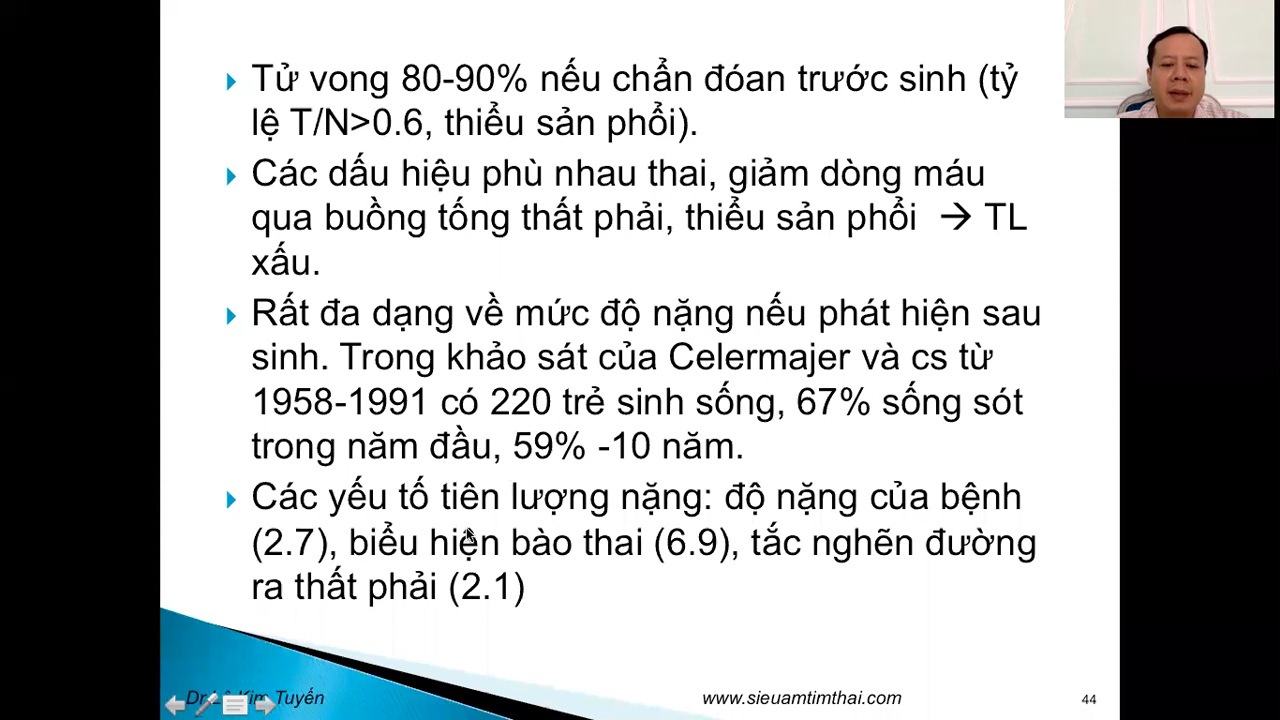 Tử vong 80-90% nếu chẩn đóan trước sinh (tỷ
lệ T/N>0.6, thiểu sản phổi).
Các dấu hiệu phù nhau thai, giảm dòng máu
qua buồng tống thất phải, thiểu sản phổi → TL
xấu.
Rất đa dạng về mức độ nặng nếu phát hiện sau
sinh. Trong khảo sát của Celermajer và cs từ
1958-1991 có 220 trẻ sinh sống, 67% sống sót
trong năm đầu, 59% -10 năm.
Các yếu tố tiên lượng nặng: độ nặng của bệnh
(2.7), biểu hiện bào thai (6.9), tắc nghẽn đường
ra thất phải (2.1)
Dr Lê Kim Tuyến
www.sieuamtimthai.com
44